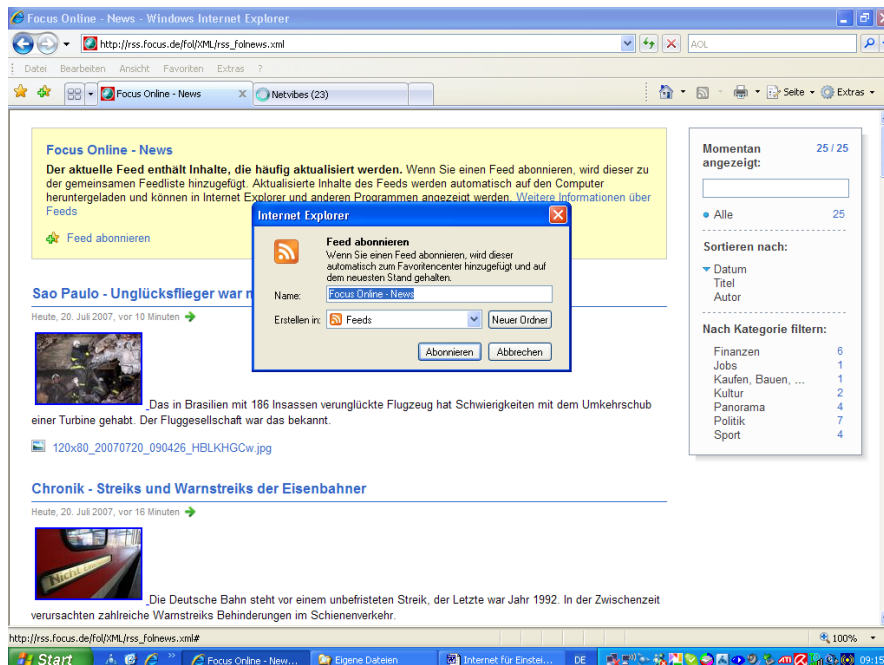 Focus Online - News - Windows Internet Explorer
http://rss.focus.de/fol/XML/rss_folnews.xml
AOL
Datei Bearbeiten Ansicht Favoriten Extras ?
Focus Online - News X Netvibes (23)
Seite Extras
Focus Online - News
Der aktuelle Feed enthält Inhalte, die häufig aktualisiert werden. Wenn Sie einen Feed abonnieren, wird dieser zu
der gemeinsamen Feedliste hinzugefügt. Aktualisierte Inhalte des Feeds werden automatisch auf den Computer
heruntergeladen und können in Internet Explorer und anderen Programmen angezeigt werden. Weitere Informationen über
Feeds
Feed abonnieren
Internet Explorer
Feed abonnieren
Wenn Sie einen Feed abonnieren, wird dieser
automatisch zum Favoritencenter hinzugefügt und auf
dem neuesten Stand gehalten.
Name: Focus Online - News
Erstellen in: Feeds Neuer Ordner
Abonnieren Abbrechen
Sao Paulo - Unglücksflieger war
Heute, 20. Juli 2007, vor 10 Minuten
Das in Brasilien mit 186 Insassen verunglückte Flugzeug hat Schwierigkeiten mit dem Umkehrschub
einer Turbine gehabt. Der Fluggesellschaft war das bekannt.
120x80_20070720_090426_HBLKHGCw.jpg
Chronik - Streiks und Warnstreiks der Eisenbahner
Heute, 20. Juli 2007, vor 16 Minuten
Nicht
Die Deutsche Bahn steht vor einem unbefristeten Streik, der Letzte war Jahr 1992. In der Zwischenzeit
verursachten zahlreiche Warnstreiks Behinderungen im Schienenverkehr.
Momentan 25 / 25
angezeigt:
Alle 25
Sortieren nach:
Datum
Titel
Autor
Nach Kategorie filtern:
Finanzen 6
Jobs 1
Kaufen, Bauen, ... 1
Kultur 2
Panorama 4
Politik 7
Sport 4
http://rss.focus.de/fol/XML/rss_folnews.xml# 100%
Start Focus Online - New... Eigene Dateien Internet für Einstei... DE 09:15